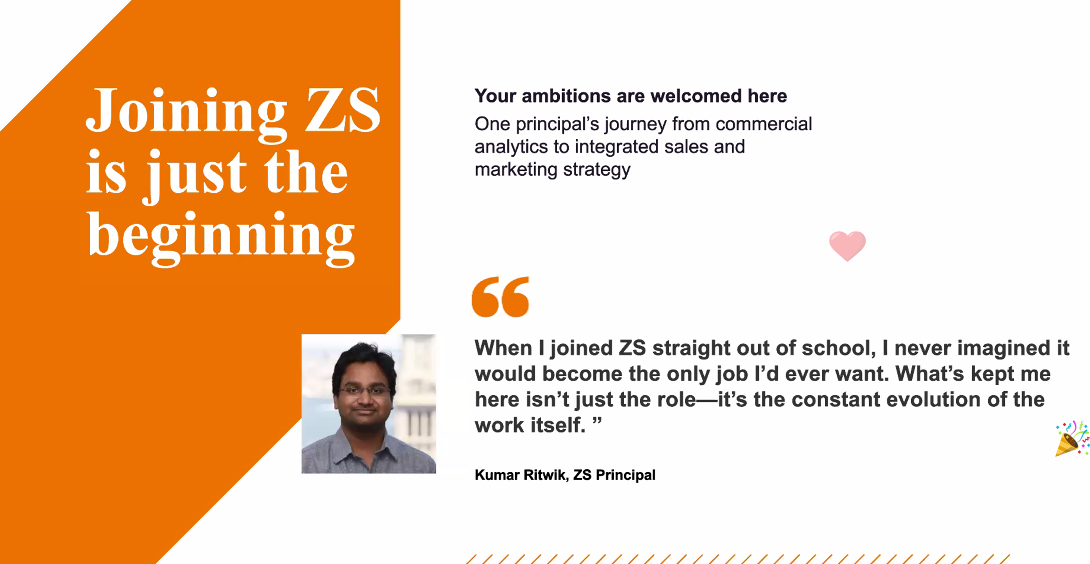 Joining ZS
is just the
beginning
Your ambitions are welcomed here
One principal’s journey from commercial
analytics to integrated sales and
marketing strategy
“
When I joined ZS straight out of school, I never imagined it
would become the only job I’d ever want. What’s kept me
here isn’t just the role—it’s the constant evolution of the
work itself. ”
Kumar Ritwik, ZS Principal